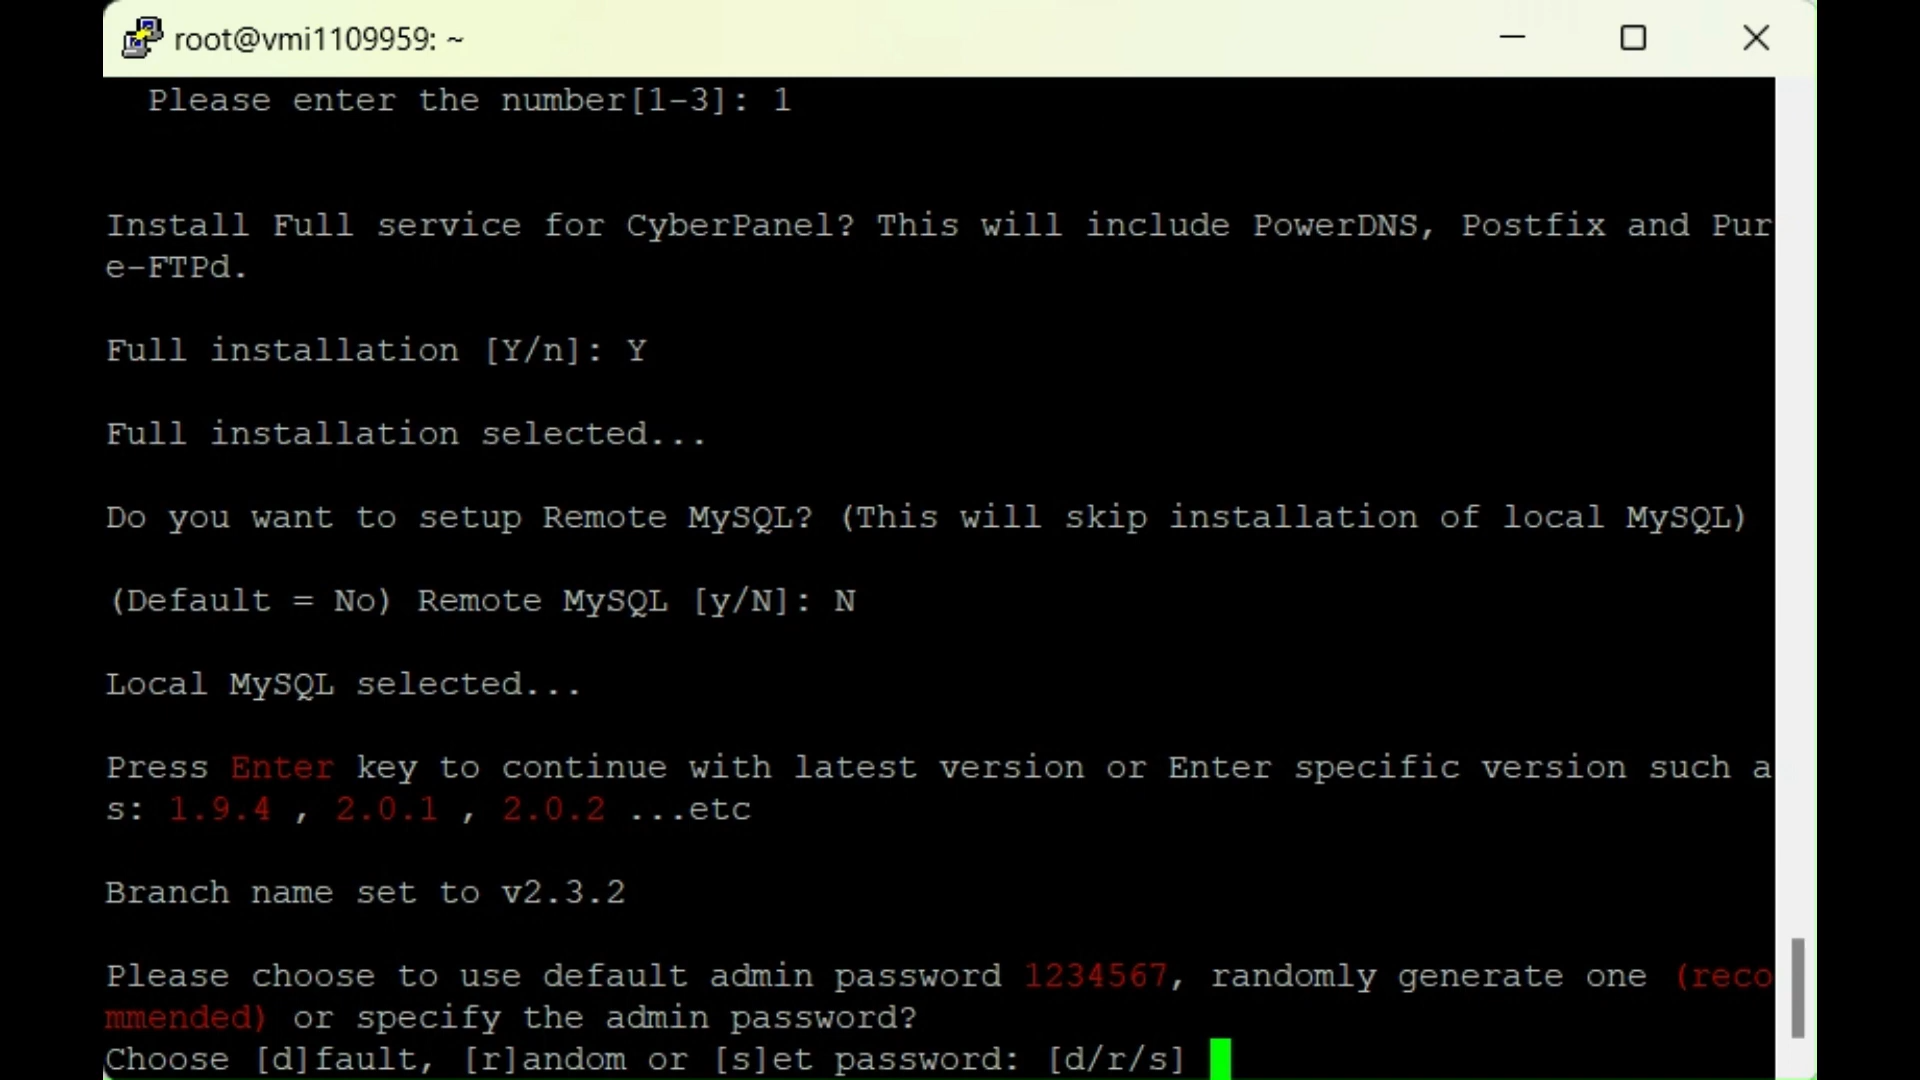 root@vmi1109959: ~
Please enter the number[1-3]: 1
Install Full service for CyberPanel? This will include PowerDNS, Postfix and Pur
e-FTPd.
Full installation [Y/n]: Y
Full installation selected...
Do you want to setup Remote MySQL? (This will skip installation of local MySQL)
(Default = No) Remote MySQL [y/N]: N
Local MySQL selected...
Press Enter key to continue with latest version or Enter specific version such a
s: 1.9.4 , 2.0.1 , 2.0.2 ...etc
Branch name set to v2.3.2
Please choose to use default admin password 1234567, randomly generate one (reco
mmended) or specify the admin password?
Choose [d]fault, [r]andom or [s]et password: [d/r/s]